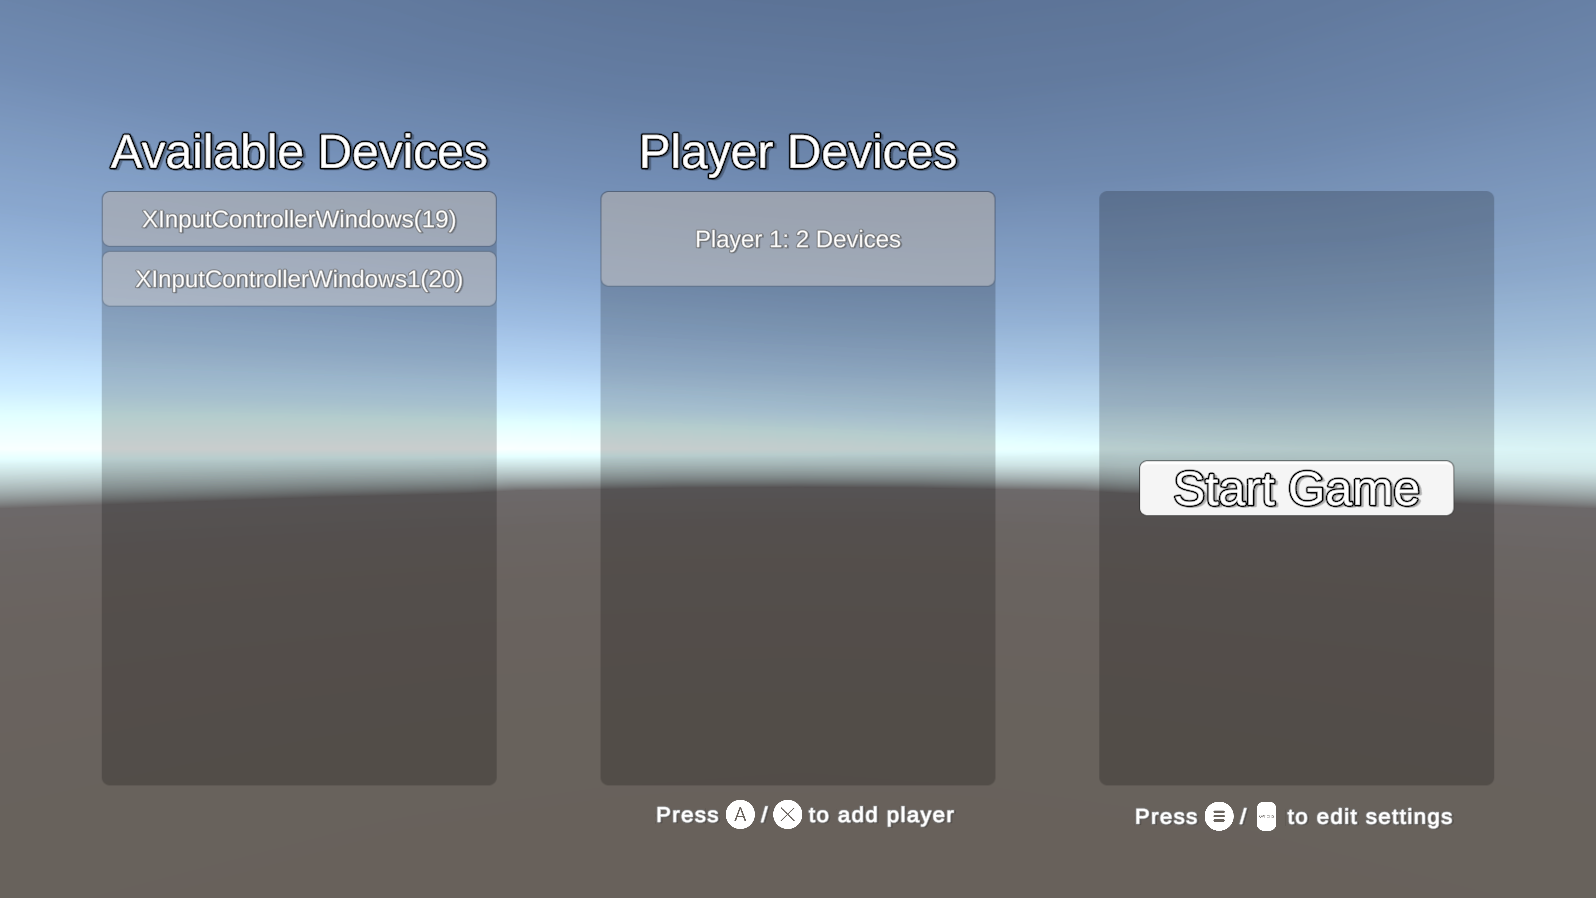 Available Devices
XInputControllerWindows(19)
XInputControllerWindows1(20)
Player Devices
Player 1: 2 Devices
Press A / to add player
Start Game
Press / to edit settings